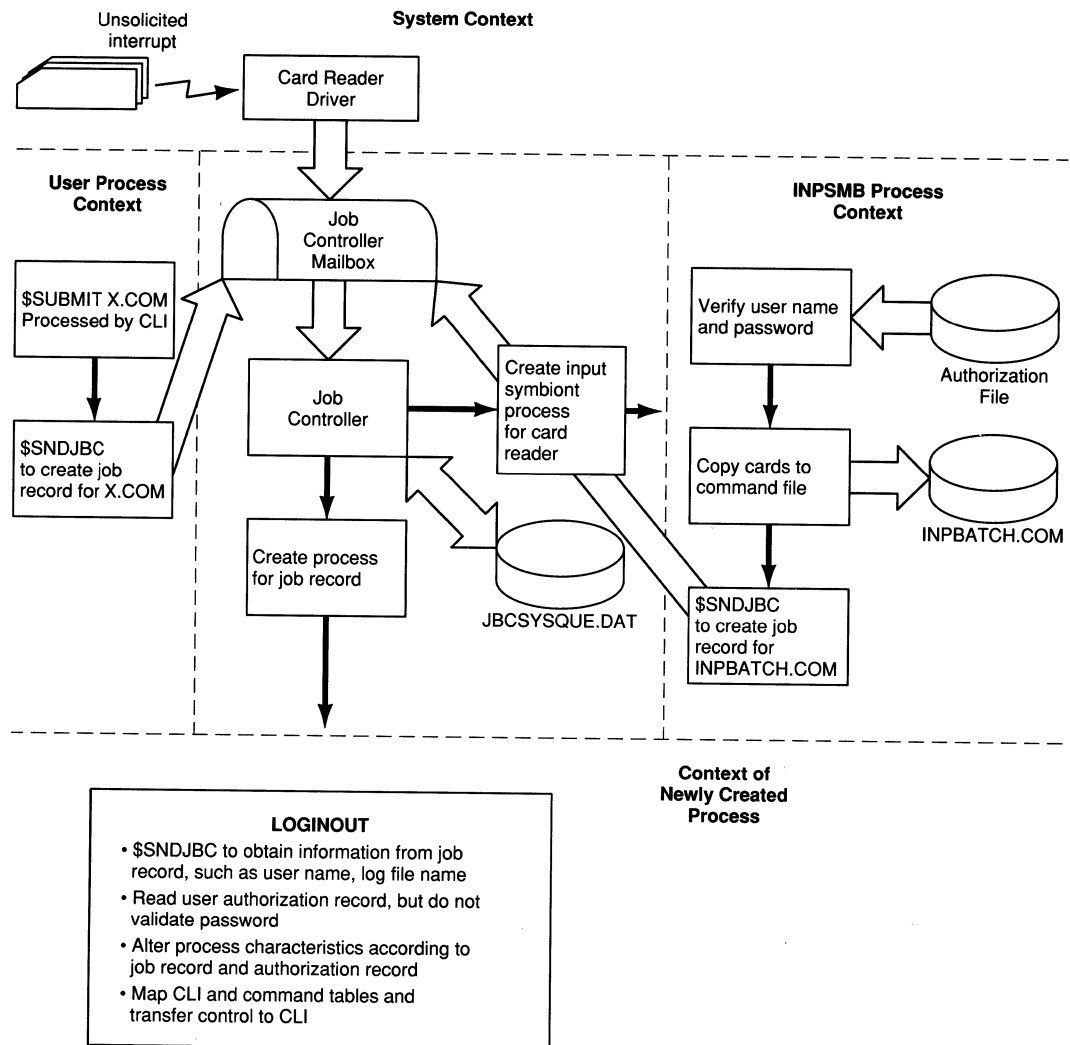 Unsolicited
interrupt
System Context
Card Reader
Driver
User Process
Context
INPSMB Process
Context
Job
Controller
Mailbox
$SUBMIT X.COM
Processed by CLI
Verify user name
and password
Authorization
File
Job
Controller
Create input
symbiont
process
for card
reader
$SNDJBC
to create job
record for X.COM
Copy cards to
command file
INPBATCH.COM
Create process
for job record
JBCSYSQUE.DAT
$SNDJBC
to create job
record for
INPBATCH.COM
Context of
Newly Created
Process
LOGINOUT
• $SNDJBC to obtain information from job
record, such as user name, log file name
• Read user authorization record, but do not
validate password
• Alter process characteristics according to
job record and authorization record
• Map CLI and command tables and
transfer control to CLI